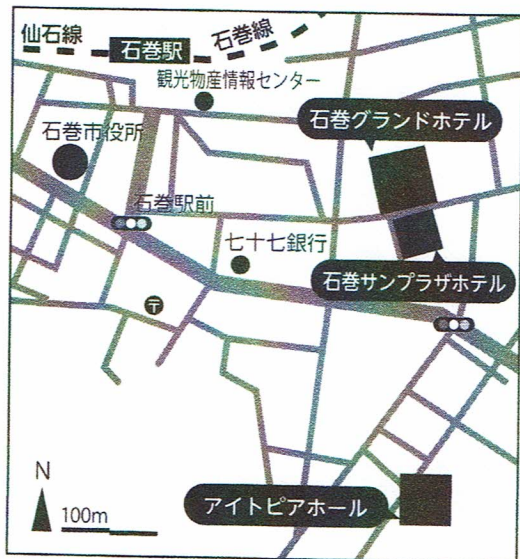 仙石線
石巻駅
石巻線
観光物産情報センター
石巻市役所
石巻グランドホテル
石巻駅前
七十七銀行
石巻サンプラザホテル
〒
N
100m
アイトピアホール